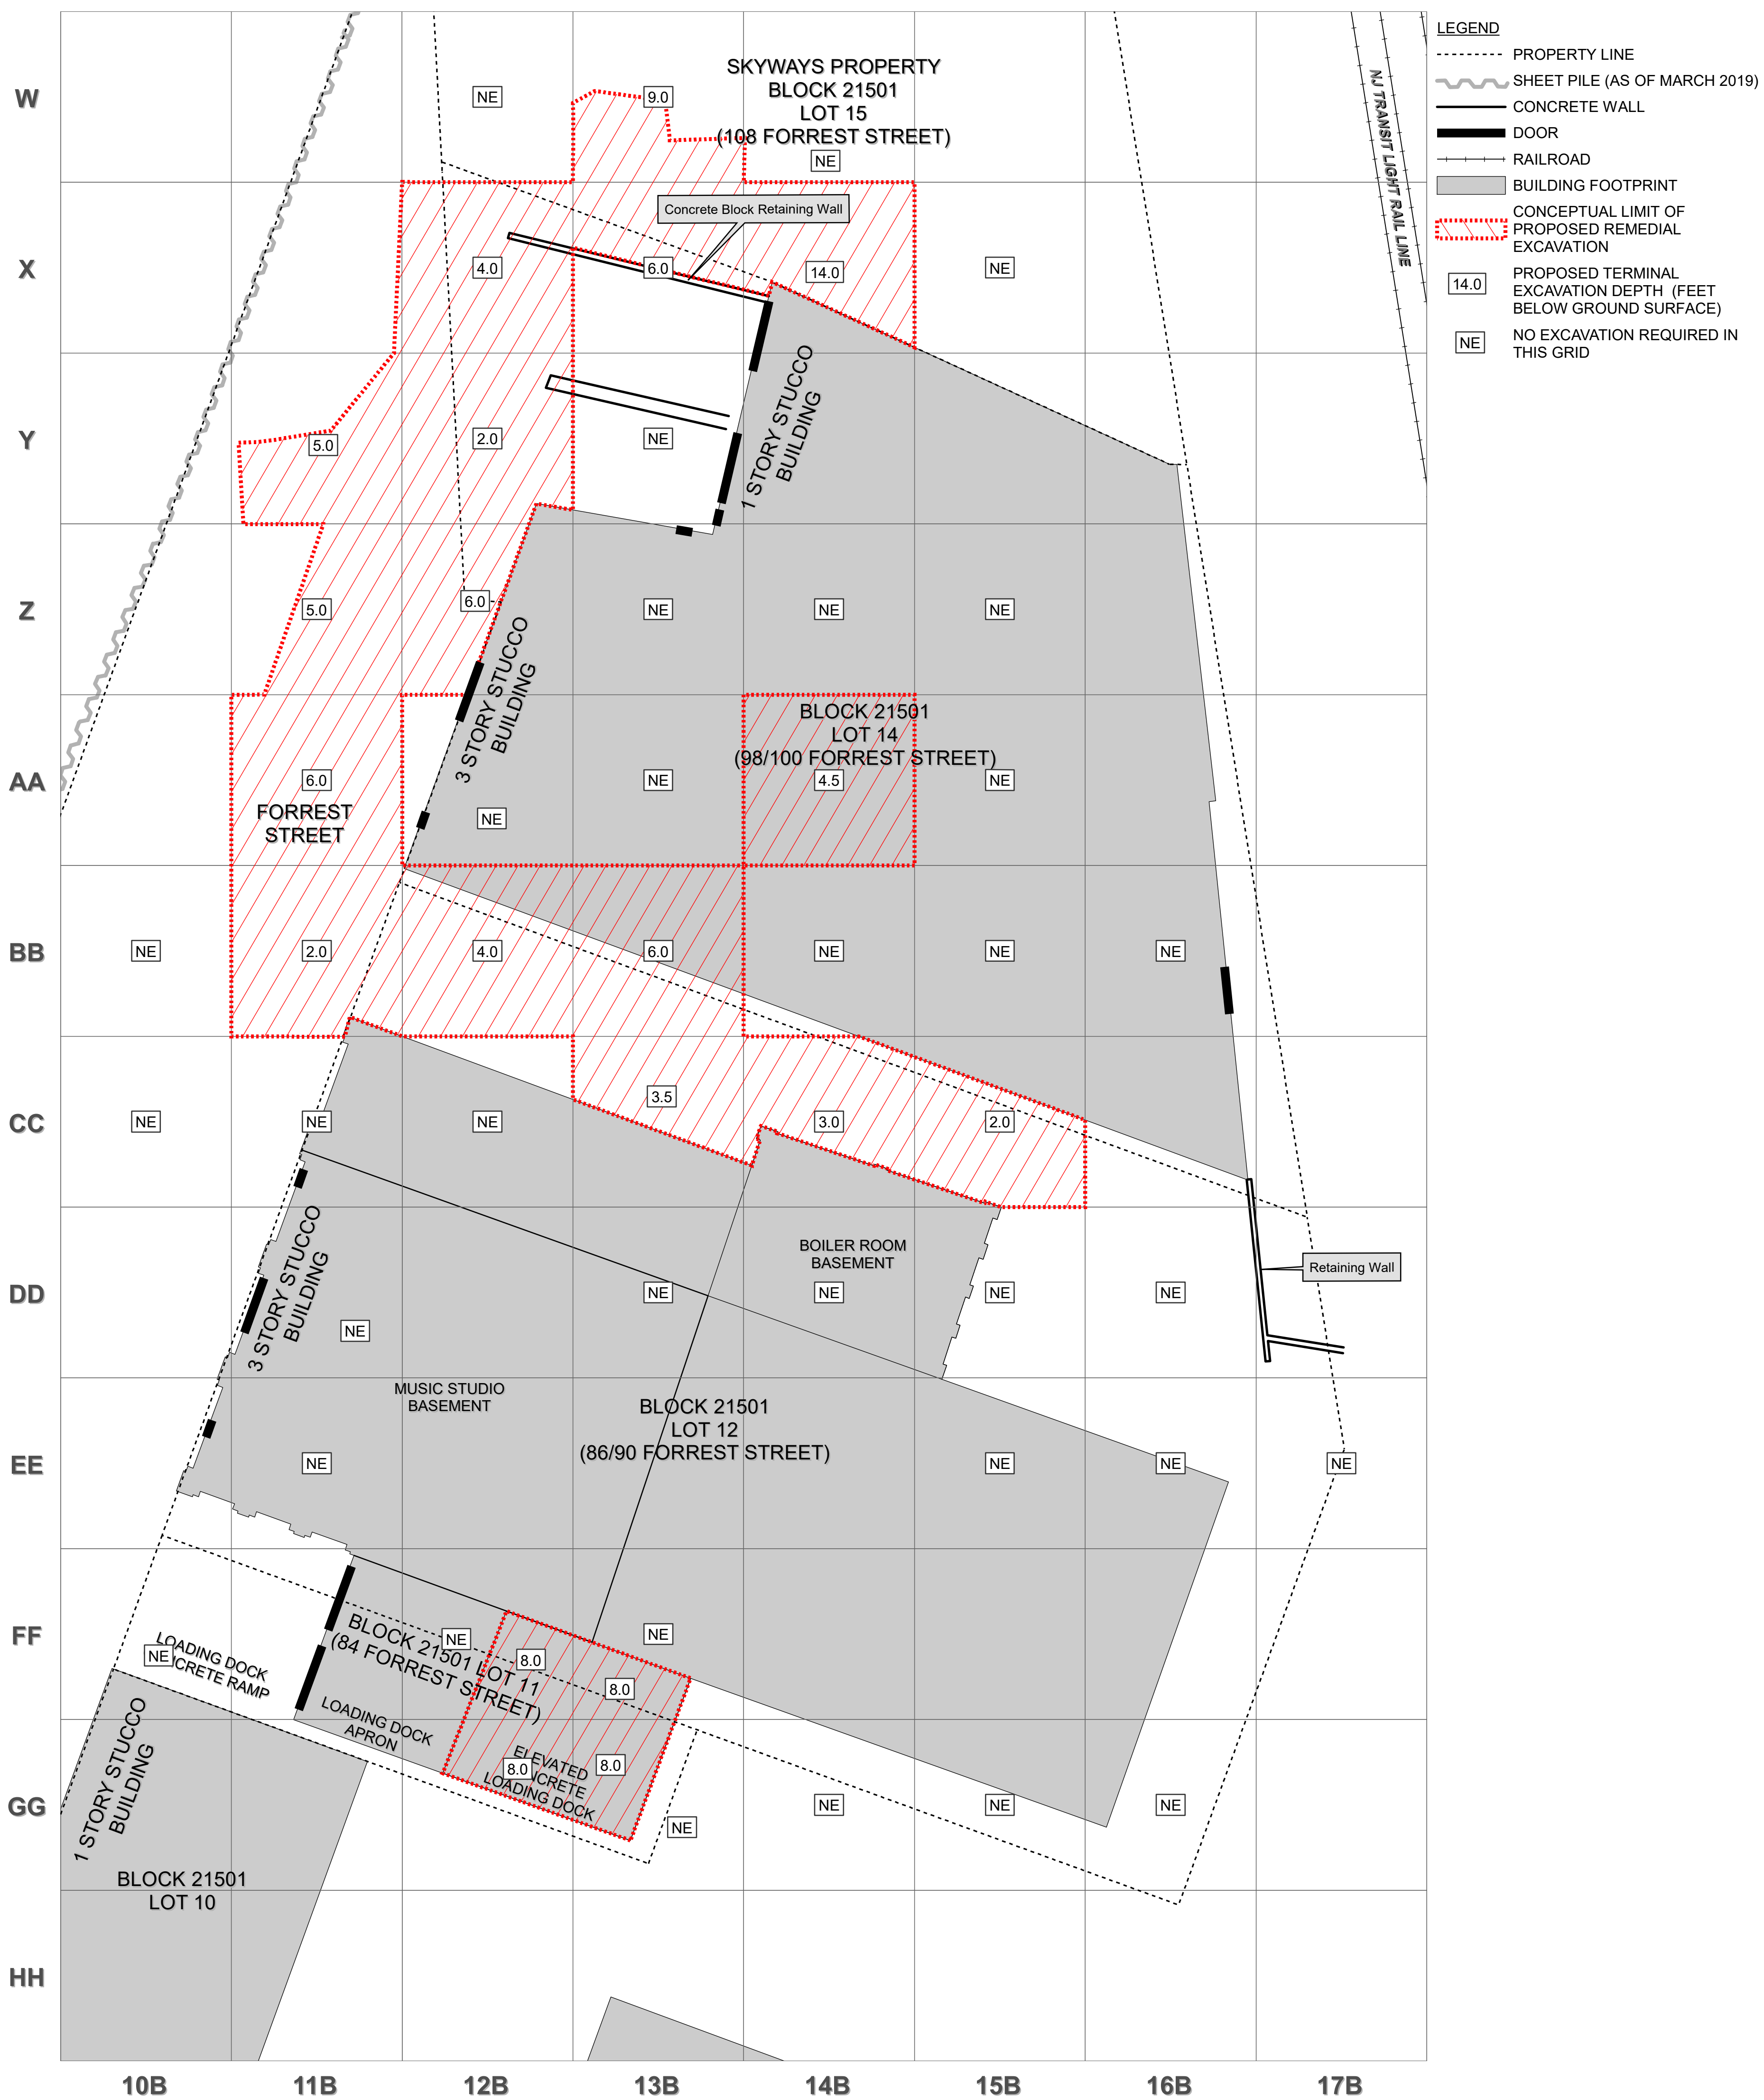 LEGEND
PROPERTY LINE
SHEET PILE (AS OF MARCH 2019)
CONCRETE WALL
DOOR
RAILROAD
BUILDING FOOTPRINT
CONCEPTUAL LIMIT OF
PROPOSED REMEDIAL
EXCAVATION
14.0
PROPOSED TERMINAL
EXCAVATION DEPTH (FEET
BELOW GROUND SURFACE)
NE
NO EXCAVATION REQUIRED IN
THIS GRID
NJ TRANSIT LIGHT RAIL LINE
SKYWAYS PROPERTY
BLOCK 21501
LOT 15
(108 FORREST STREET)
W
NE
9.0
NE
Concrete Block Retaining Wall
X
4.0
6.0
14.0
NE
1 STORY STUCCO
BUILDING
Y
5.0
2.0
NE
Z
5.0
6.0
NE
NE
NE
3 STORY STUCCO
BUILDING
BLOCK 21501
LOT 14
(98/100 FORREST STREET)
AA
6.0
NE
NE
4.5
NE
FORREST
STREET
BB
NE
2.0
4.0
6.0
NE
NE
NE
CC
NE
NE
NE
3.5
3.0
2.0
3 STORY STUCCO
BUILDING
BOILER ROOM
BASEMENT
Retaining Wall
DD
NE
NE
NE
NE
NE
MUSIC STUDIO
BASEMENT
BLOCK 21501
LOT 12
(86/90 FORREST STREET)
EE
NE
NE
NE
NE
FF
NE
NE
8.0
8.0
NE
LOADING DOCK
NCRETE RAMP
BLOCK 21501 LOT 11
(84 FORREST STREET)
LOADING DOCK
APRON
1 STORY STUCCO
BUILDING
GG
8.0
8.0
NE
NE
NE
NE
ELEVATED
NCRETE
LOADING DOCK
BLOCK 21501
LOT 10
HH
10B
11B
12B
13B
14B
15B
16B
17B